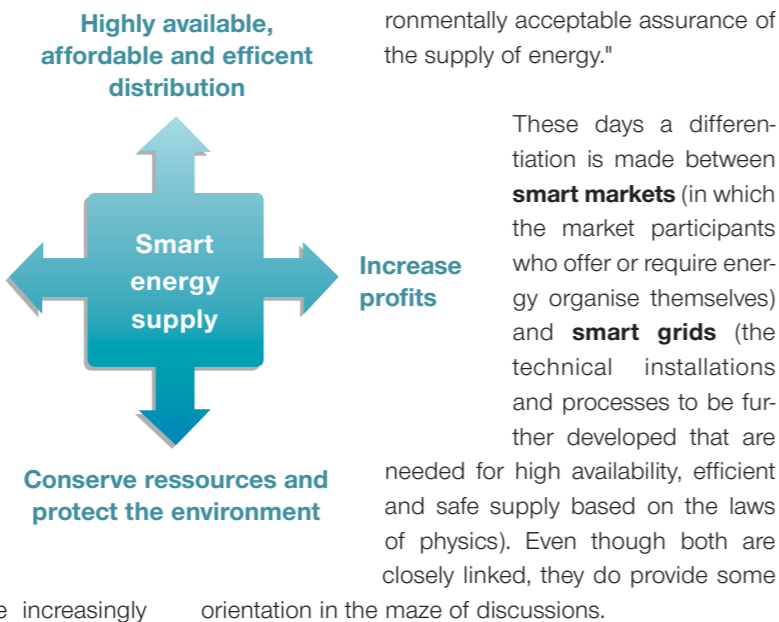 Highly available,
affordable and efficent
distribution
Smart
energy
supply
Increase
profits
Conserve ressources and
protect the environment
increasingly
ronmentally acceptable assurance of
the supply of energy."
These days a differen-
tiation is made between
smart markets (in which
the market participants
who offer or require ener-
gy organise themselves)
and smart grids (the
technical installations
and processes to be fur-
ther developed that are
needed for high availability, efficient
and safe supply based on the laws
of physics). Even though both are
closely linked, they do provide some
orientation in the maze of discussions.